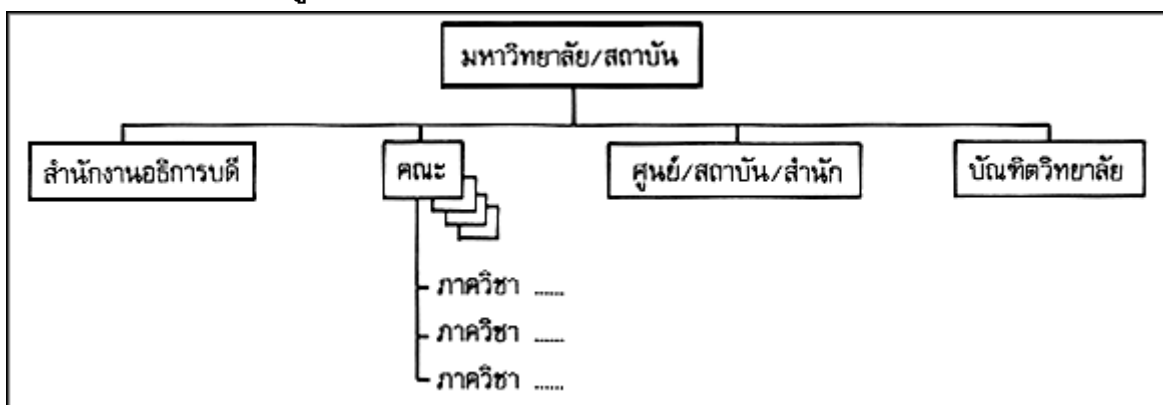 มหาวิทยาลัย/สถาบัน
สำนักงานอธิการบดี
คณะ
ศูนย์/สถาบัน/สำนัก
บัณฑิตวิทยาลัย
ภาควิชา ......
ภาควิชา ......
ภาควิชา ......